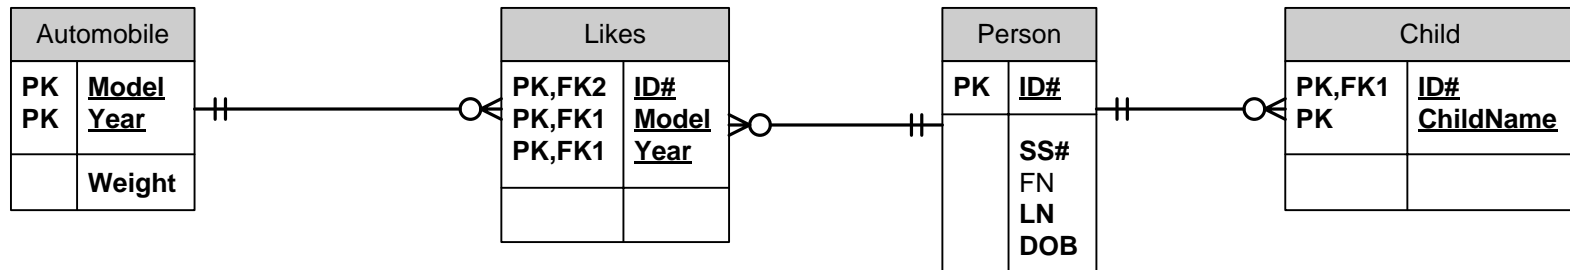 Automobile
PK Model
PK Year
Weight
Likes
PK,FK2 ID#
PK,FK1 Model
PK,FK1 Year
Person
PK ID#
SS#
FN
LN
DOB
Child
PK,FK1 ID#
PK ChildName